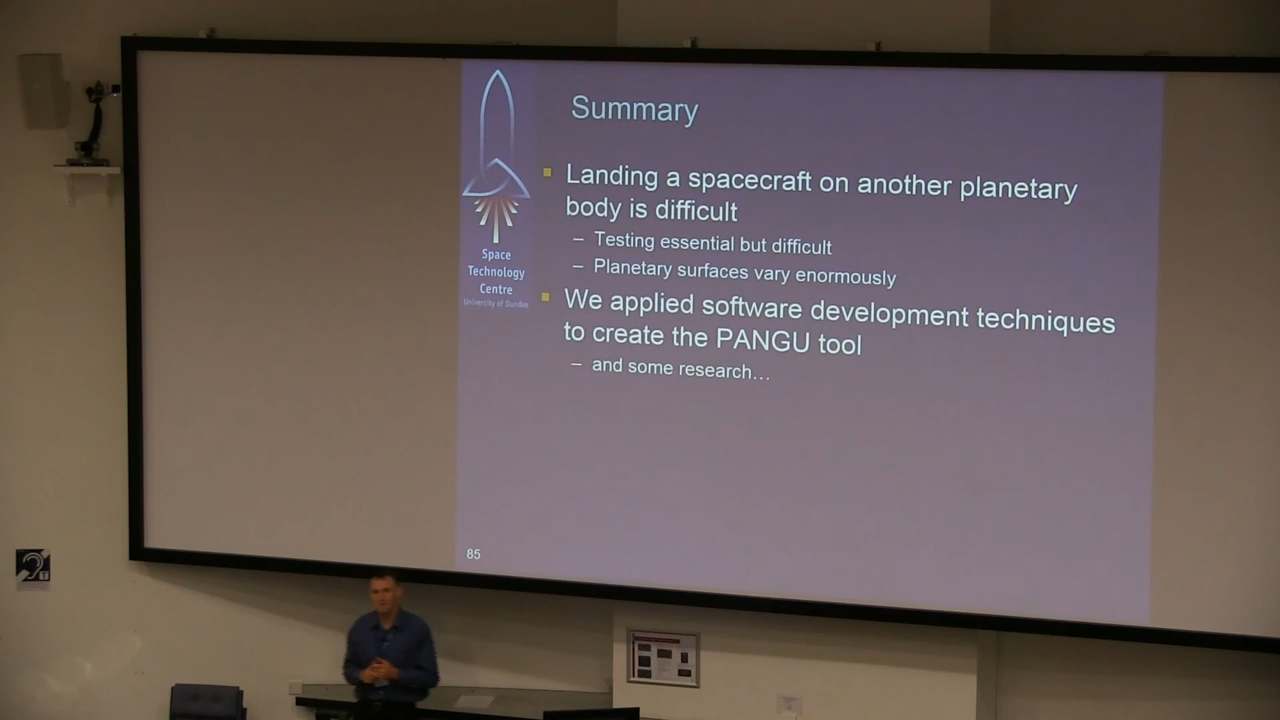 Summary
Landing a spacecraft on another planetary
body is difficult
– Testing essential but difficult
– Planetary surfaces vary enormously
We applied software development techniques
to create the PANGU tool
– and some research…
Space
Technology
Centre
University of Dundee
85
T